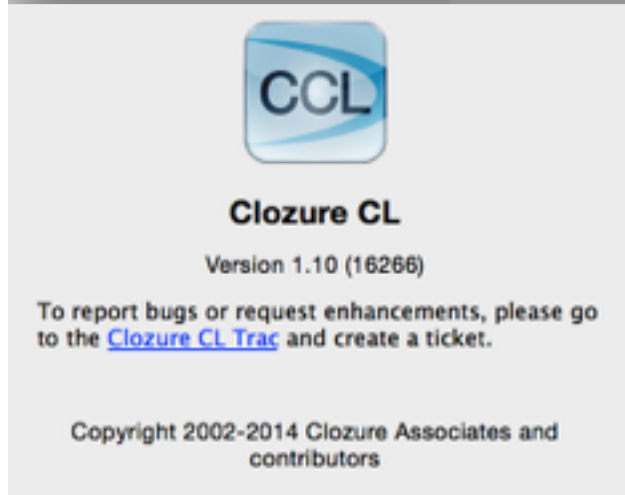 CCL
Clozure CL
Version 1.10 (16266)
To report bugs or request enhancements, please go
to the Clozure CL Trac and create a ticket.
Copyright 2002-2014 Clozure Associates and
contributors